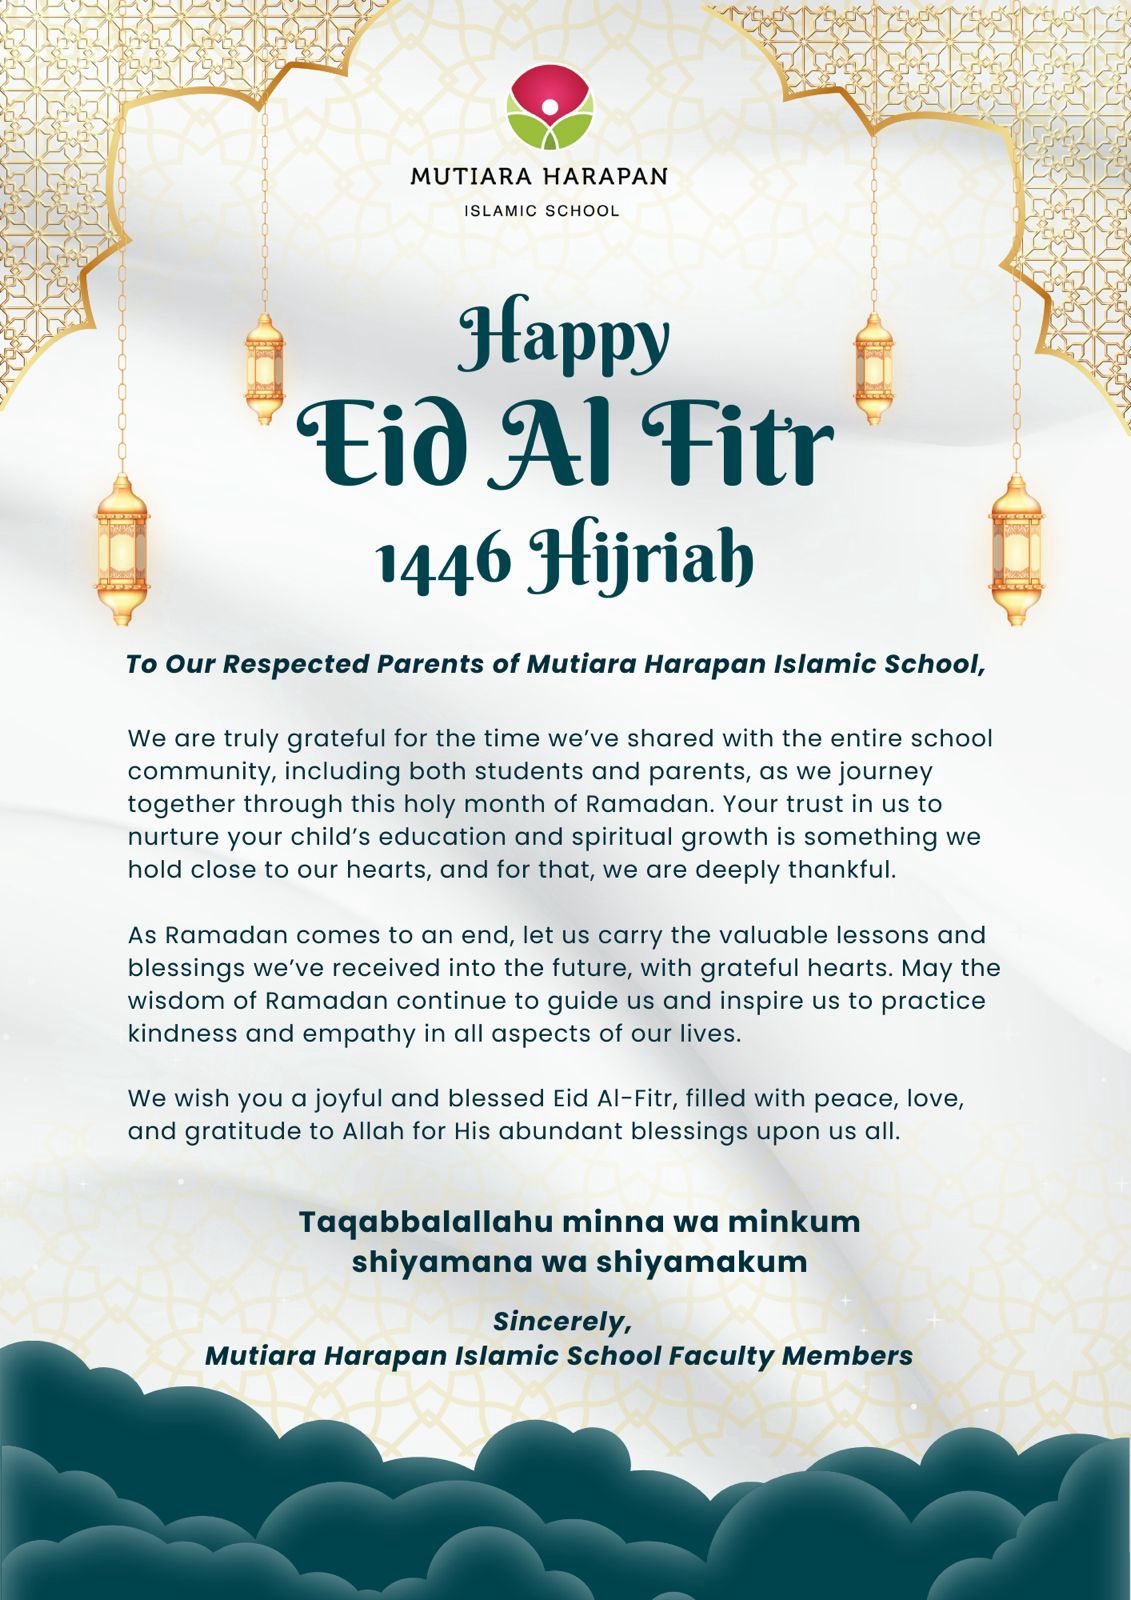 MUTIARA HARAPAN
ISLAMIC SCHOOL
Happy
Eid Al Fitr
1446 Hijriah
To Our Respected Parents of Mutiara Harapan Islamic School,
We are truly grateful for the time we’ve shared with the entire school
community, including both students and parents, as we journey
together through this holy month of Ramadan. Your trust in us to
nurture your child’s education and spiritual growth is something we
hold close to our hearts, and for that, we are deeply thankful.
As Ramadan comes to an end, let us carry the valuable lessons and
blessings we’ve received into the future, with grateful hearts. May the
wisdom of Ramadan continue to guide us and inspire us to practice
kindness and empathy in all aspects of our lives.
We wish you a joyful and blessed Eid Al-Fitr, filled with peace, love,
and gratitude to Allah for His abundant blessings upon us all.
Taqabbalallahu minna wa minkum
shiyamana wa shiyamakum
Sincerely,
Mutiara Harapan Islamic School Faculty Members